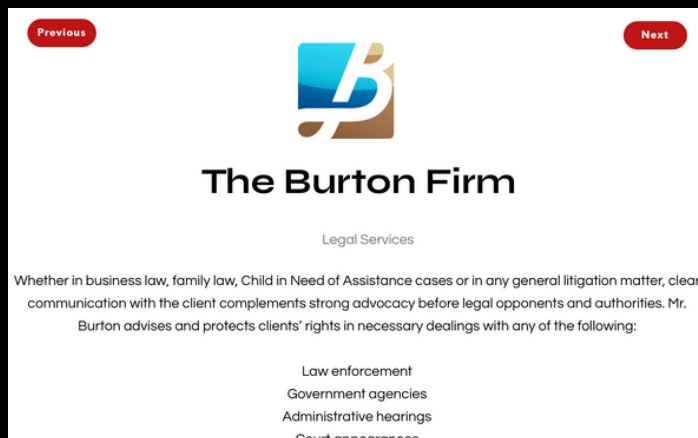 Previous
Next
The Burton Firm
Legal Services
Whether in business law, family law, Child in Need of Assistance cases or in any general litigation matter, clear
communication with the client complements strong advocacy before legal opponents and authorities. Mr.
Burton advises and protects clients’ rights in necessary dealings with any of the following:
Law enforcement
Government agencies
Administrative hearings
Court appearances